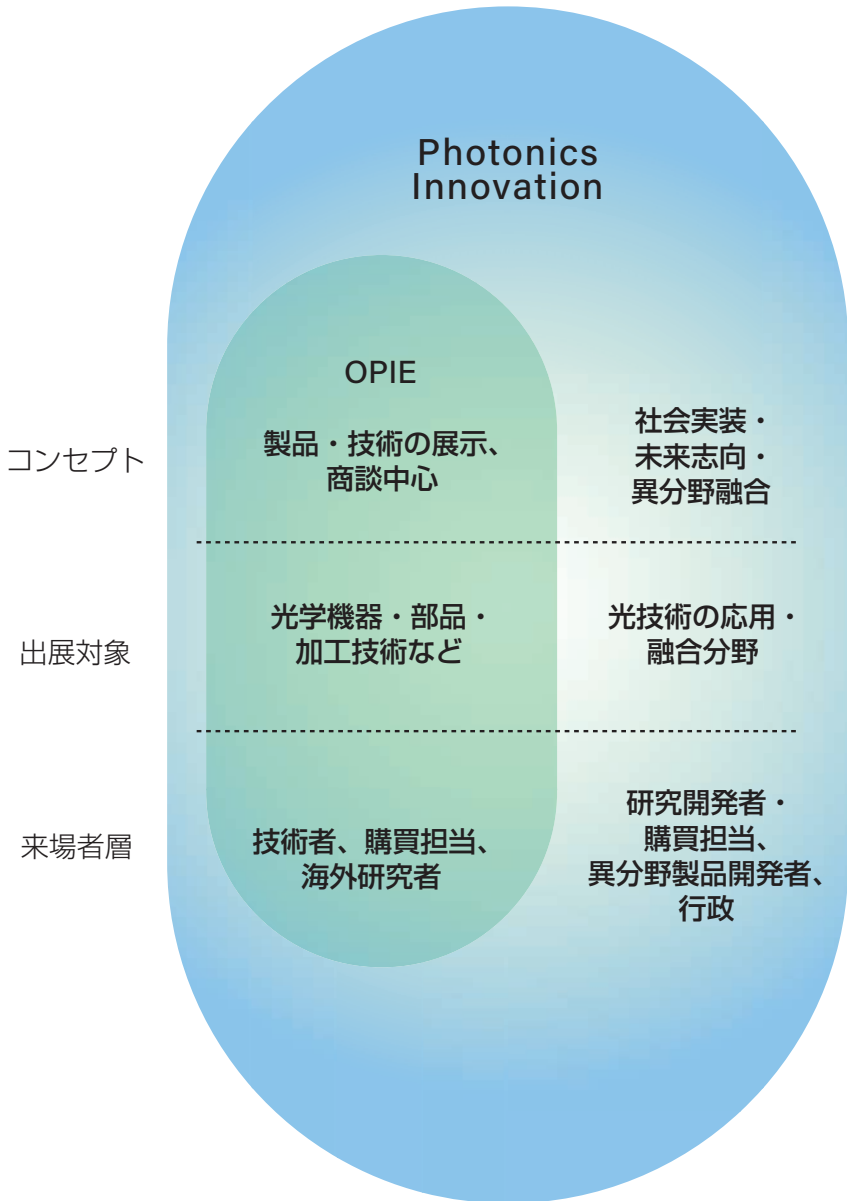 Photonics
Innovation
OPIE
コンセプト
製品・技術の展示、
商談中心
社会実装・
未来志向・
異分野融合
出展対象
光学機器・部品・
加工技術など
光技術の応用・
融合分野
来場者層
技術者、購買担当、
海外研究者
研究開発者・
購買担当、
異分野製品開発者、
行政